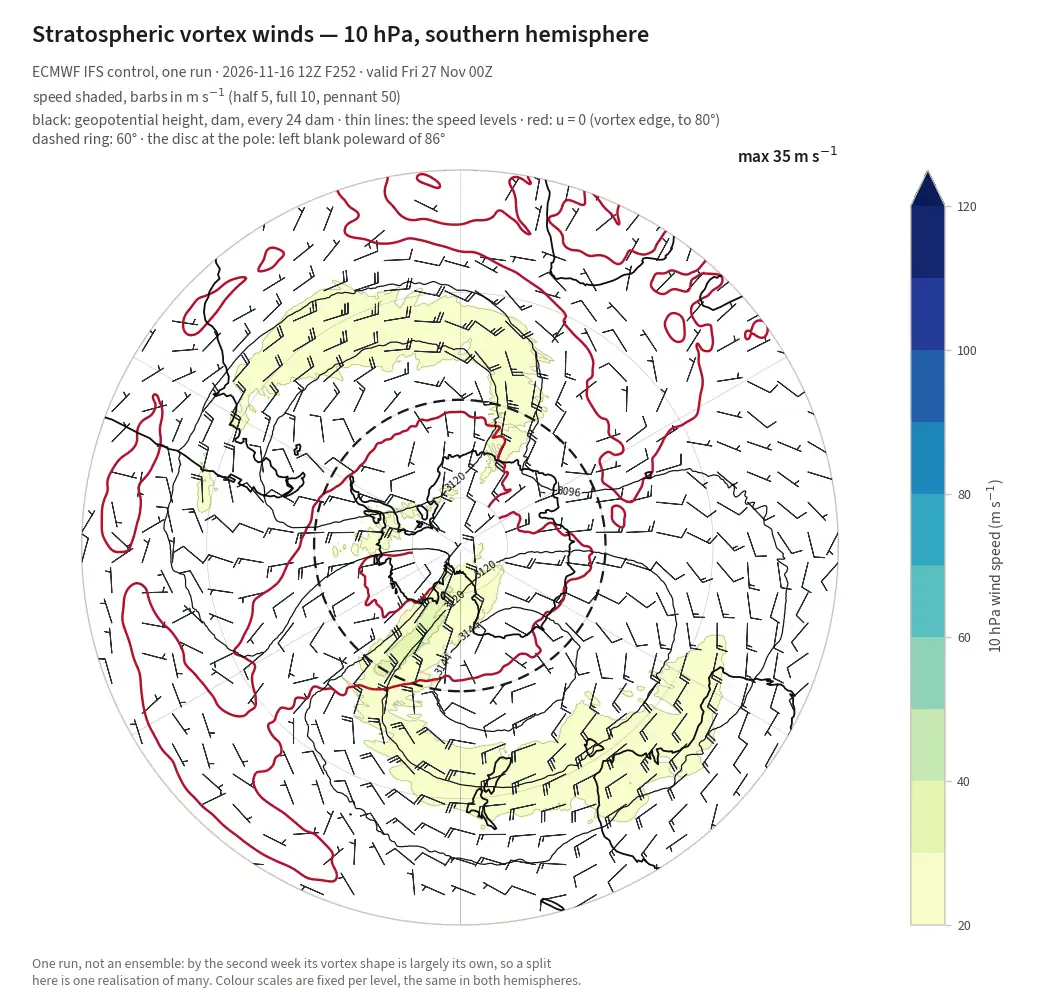 Stratospheric vortex winds — 10 hPa, southern hemisphere
ECMWF IFS control, one run · 2026-11-16 12Z F252 · valid Fri 27 Nov 00Z
speed shaded, barbs in m s⁻¹ (half 5, full 10, pennant 50)
black: geopotential height, dam, every 24 dam · thin lines: the speed levels · red: u = 0 (vortex edge, to 80°)
dashed ring: 60° · the disc at the pole: left blank poleward of 86°
max 35 m s⁻¹
120
100
80
60
40
20
10 hPa wind speed (m s⁻¹)
3120
3096
3120
3120
3144
One run, not an ensemble: by the second week its vortex shape is largely its own, so a split
here is one realisation of many. Colour scales are fixed per level, the same in both hemispheres.